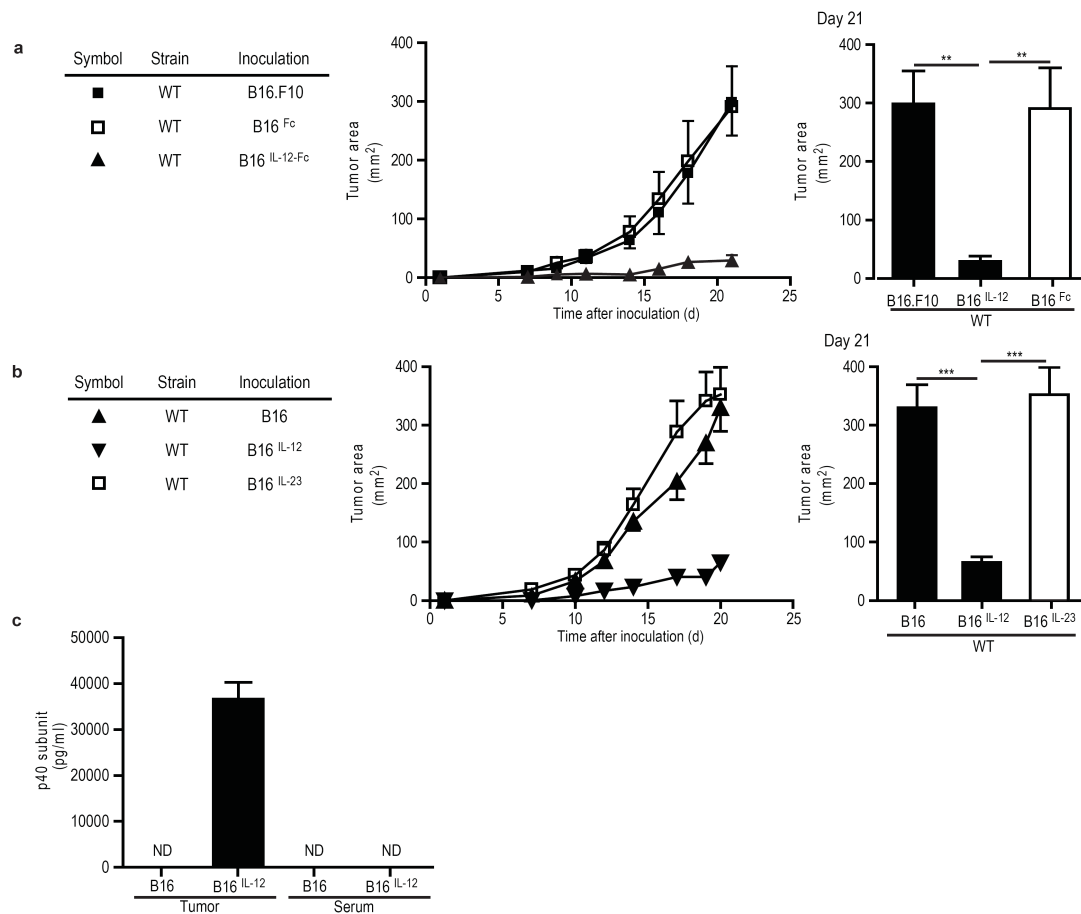 a
Symbol Strain Inoculation
WT B16.F10
WT B16 Fc
WT B16 IL-12-Fc
Tumor area
(mm2)
400
300
200
100
0
0 5 10 15 20 25
Time after inoculation (d)
Day 21
Tumor area
(mm2)
400
300
200
100
0
** **
B16.F10 B16 IL-12 B16 Fc
WT
b
Symbol Strain Inoculation
WT B16
WT B16 IL-12
WT B16 IL-23
Tumor area
(mm2)
400
300
200
100
0
0 5 10 15 20 25
Time after inoculation (d)
Day 21
Tumor area
(mm2)
400
300
200
100
0
*** ***
B16 B16 IL-12 B16 IL-23
WT
c
p40 subunit
(pg/ml)
50000
40000
30000
20000
10000
0
ND ND ND
B16 B16 IL-12 B16 B16 IL-12
Tumor Serum